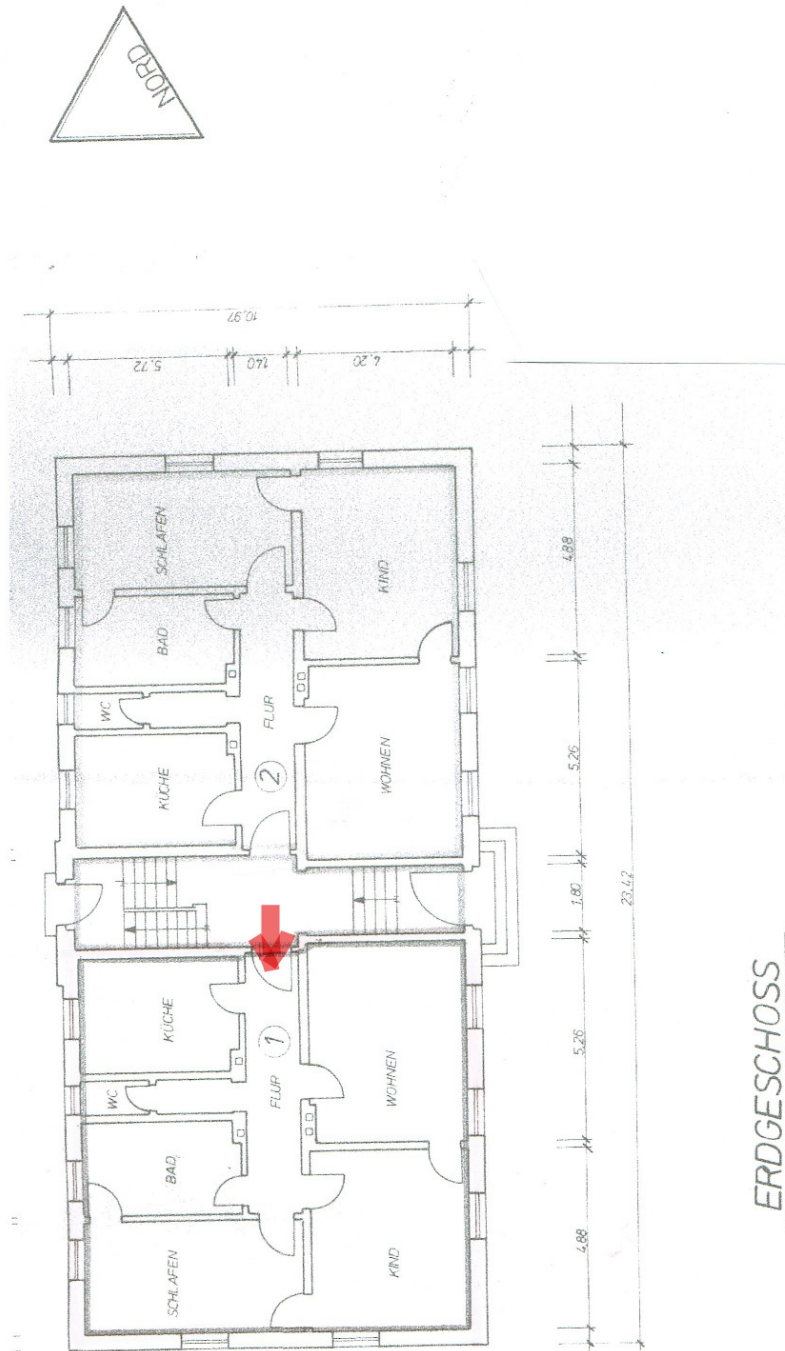 NORD
10,97
5,72
1,40
4,20
SCHLAFEN
KIND
BAD
WC
FLUR
KÜCHE
2
WOHNEN
4,88
5,26
1,80
23,42
KÜCHE
1
WC
FLUR
WOHNEN
BAD
SCHLAFEN
KIND
5,26
4,88
ERDGESCHOSS